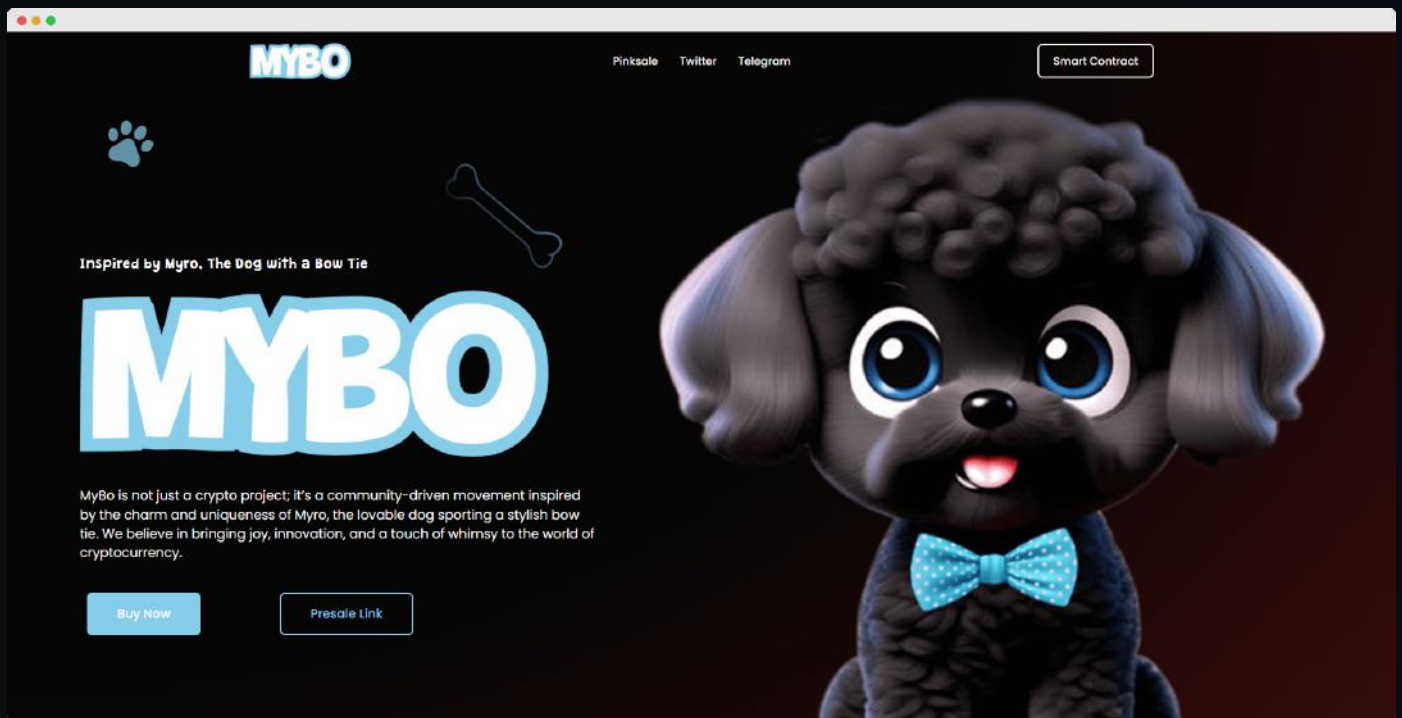 MYBO
Pinksale Twitter Telegram
Smart Contract
Inspired by Myro, The Dog with a Bow Tie
MYBO
MyBo is not just a crypto project; it's a community-driven movement inspired
by the charm and uniqueness of Myro, the lovable dog sporting a stylish bow
tie. We believe in bringing joy, innovation, and a touch of whimsy to the world of
cryptocurrency.
Buy Now
Presale Link